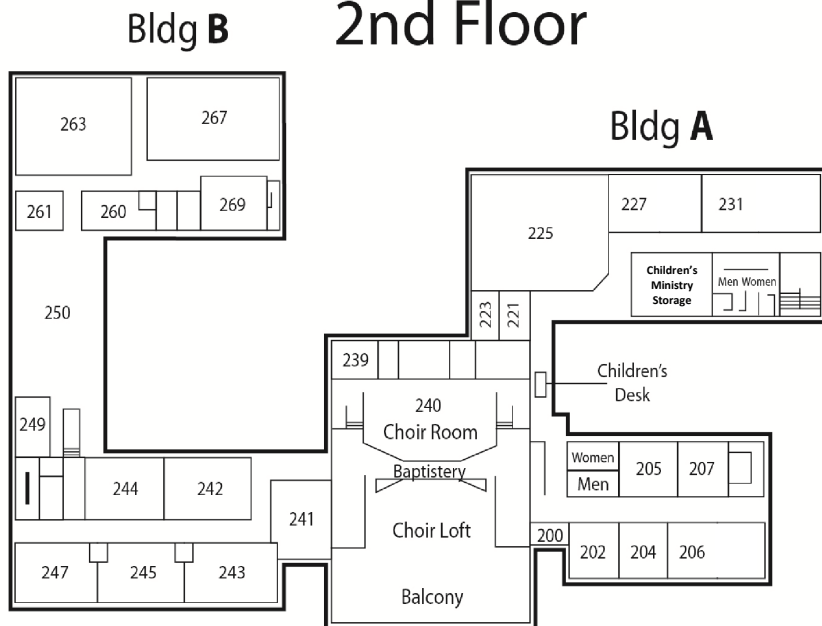 2nd Floor
Bldg B
Bldg A
263
267
261
260
269
250
249
244
242
241
247
245
243
225
227
231
Children's
Ministry
Storage
Men Women
223
221
239
240
Choir Room
Baptistery
Choir Loft
Balcony
Children's
Desk
Women
Men
205
207
200
202
204
206